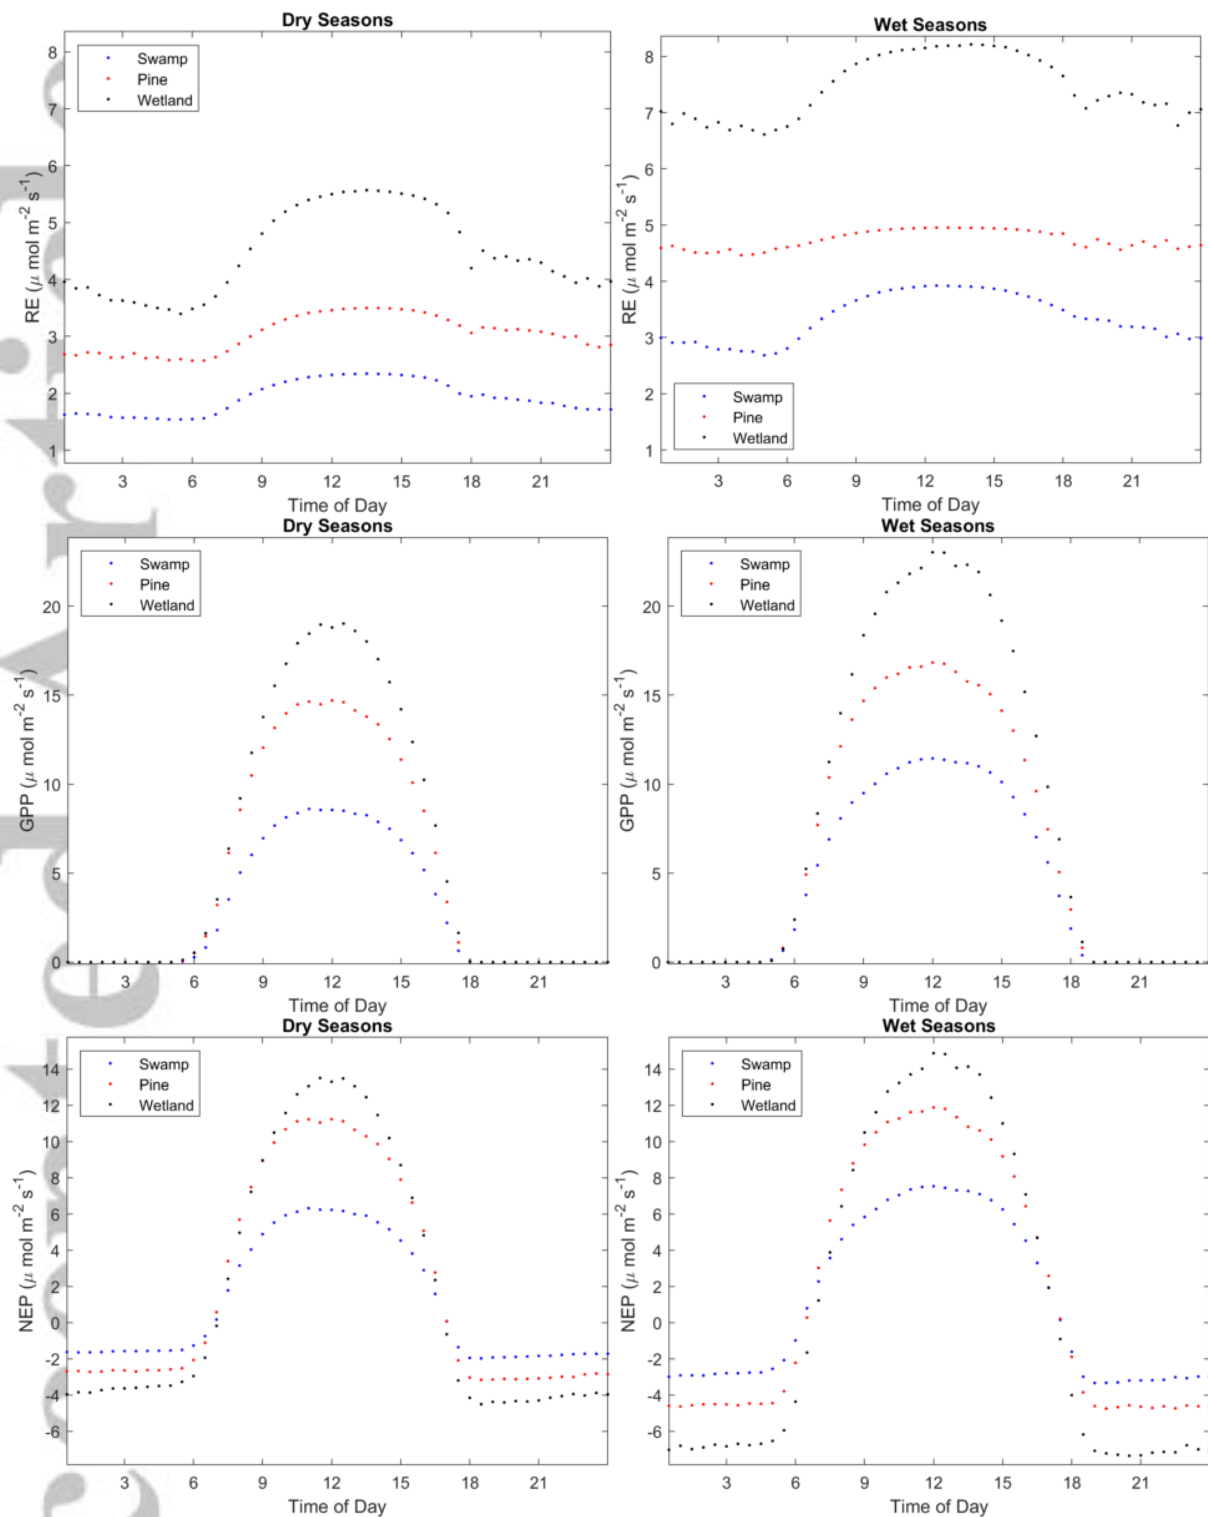 Dry Seasons
8
7
6
5
4
3
2
1
RE (μ mol m-2 s-1)
Swamp
Pine
Wetland
3 6 9 12 15 18 21
Time of Day
Wet Seasons
8
7
6
5
4
3
2
1
RE (μ mol m-2 s-1)
Swamp
Pine
Wetland
3 6 9 12 15 18 21
Time of Day
Dry Seasons
20
15
10
5
0
GPP (μ mol m-2 s-1)
Swamp
Pine
Wetland
3 6 9 12 15 18 21
Time of Day
Wet Seasons
20
15
10
5
0
GPP (μ mol m-2 s-1)
Swamp
Pine
Wetland
3 6 9 12 15 18 21
Time of Day
Dry Seasons
14
12
10
8
6
4
2
0
-2
-4
-6
NEP (μ mol m-2 s-1)
Swamp
Pine
Wetland
3 6 9 12 15 18 21
Time of Day
Wet Seasons
14
12
10
8
6
4
2
0
-2
-4
-6
NEP (μ mol m-2 s-1)
Swamp
Pine
Wetland
3 6 9 12 15 18 21
Time of Day